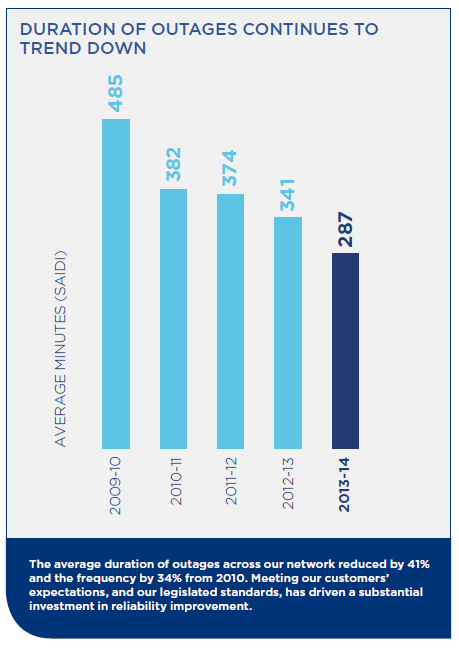 DURATION OF OUTAGES CONTINUES TO
TREND DOWN
AVERAGE MINUTES (SAIDI)
485
382
374
341
287
2009-10
2010-11
2011-12
2012-13
2013-14
The average duration of outages across our network reduced by 41%
and the frequency by 34% from 2010. Meeting our customers’
expectations, and our legislated standards, has driven a substantial
investment in reliability improvement.